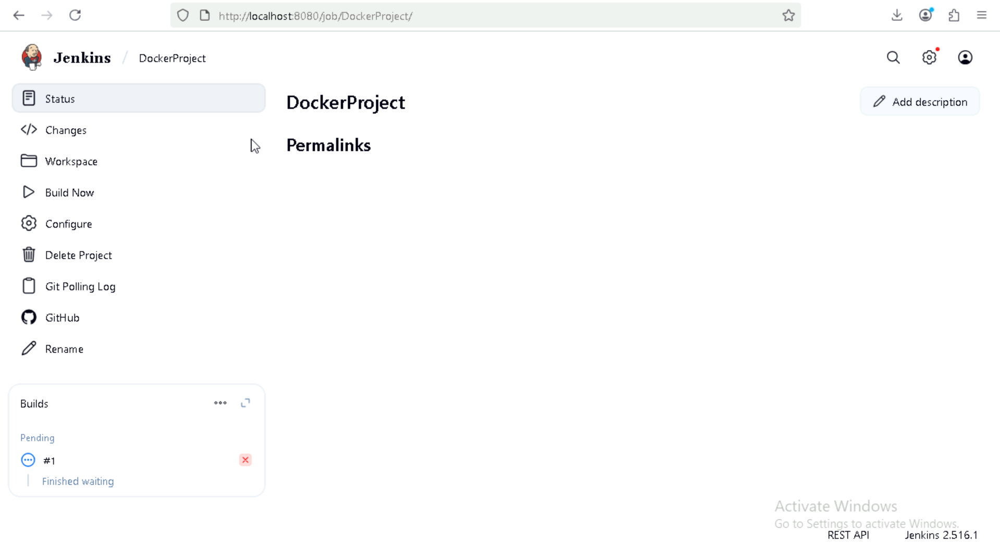 http://localhost:8080/job/DockerProject/
Jenkins / DockerProject
Status
Changes
Workspace
Build Now
Configure
Delete Project
Git Polling Log
GitHub
Rename
Builds
Pending
#1
Finished waiting
DockerProject
Add description
Permalinks
Activate Windows
Go to Settings to activate Windows.
REST API
Jenkins 2.516.1